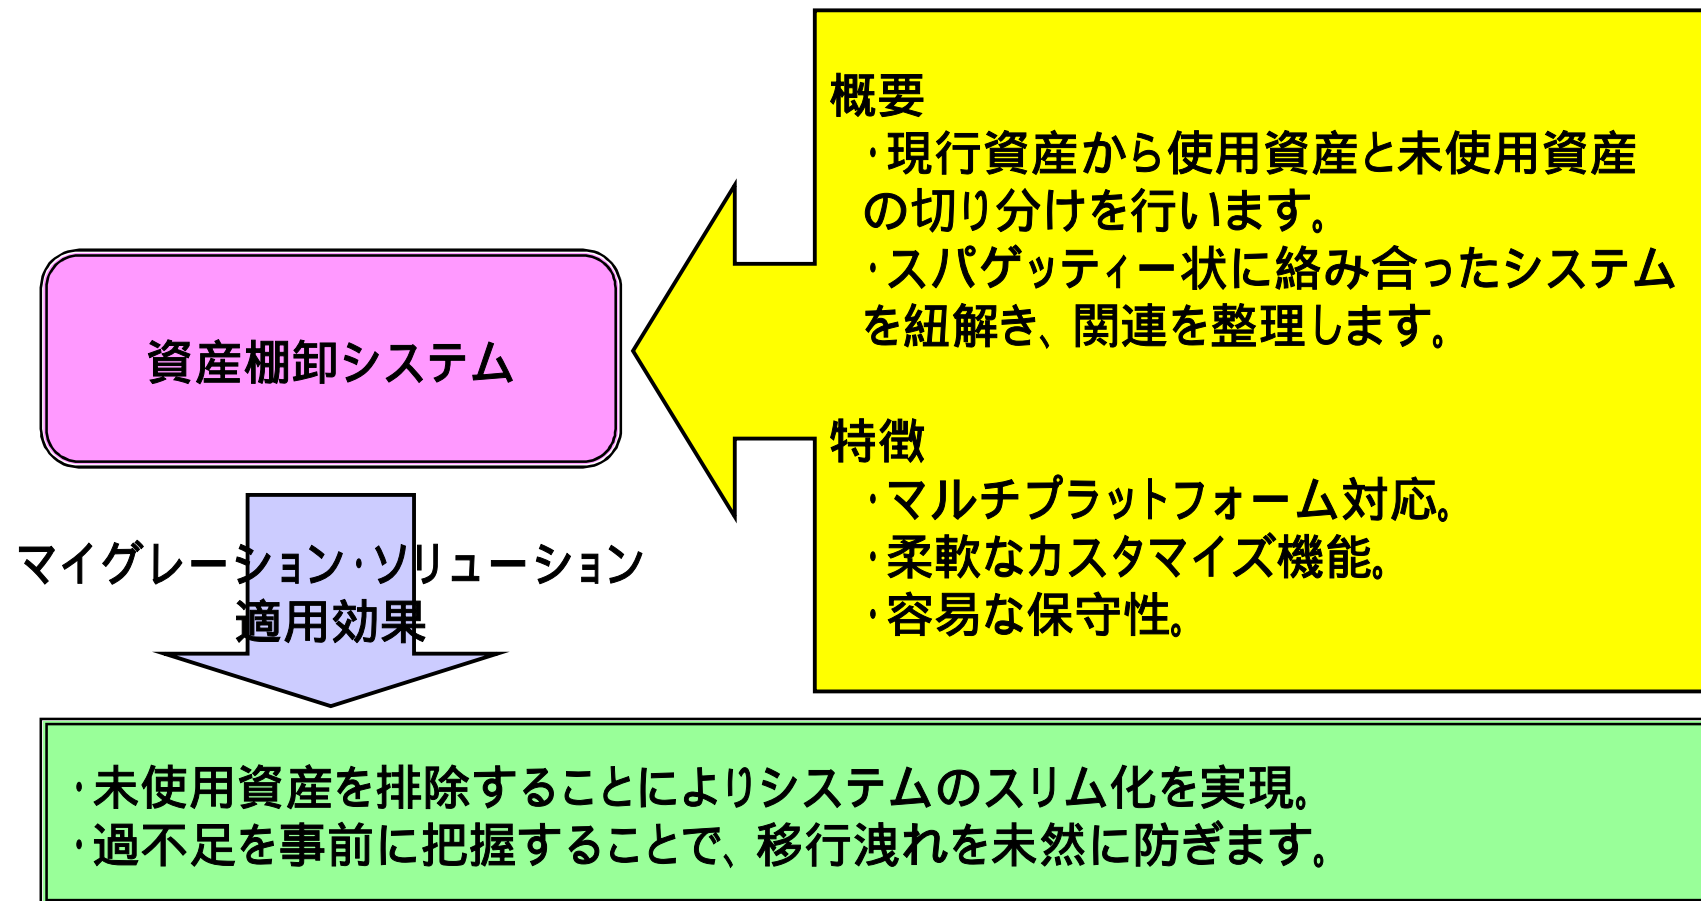 概要
・現行資産から使用資産と未使用資産
の切り分けを行います。
・スパゲッティー状に絡み合ったシステム
を紐解き、関連を整理します。
特徴
・マルチプラットフォーム対応。
・柔軟なカスタマイズ機能。
・容易な保守性。
資産棚卸システム
マイグレーション・ソリューション
適用効果
・未使用資産を排除することによりシステムのスリム化を実現。
・過不足を事前に把握することで、移行洩れを未然に防ぎます。